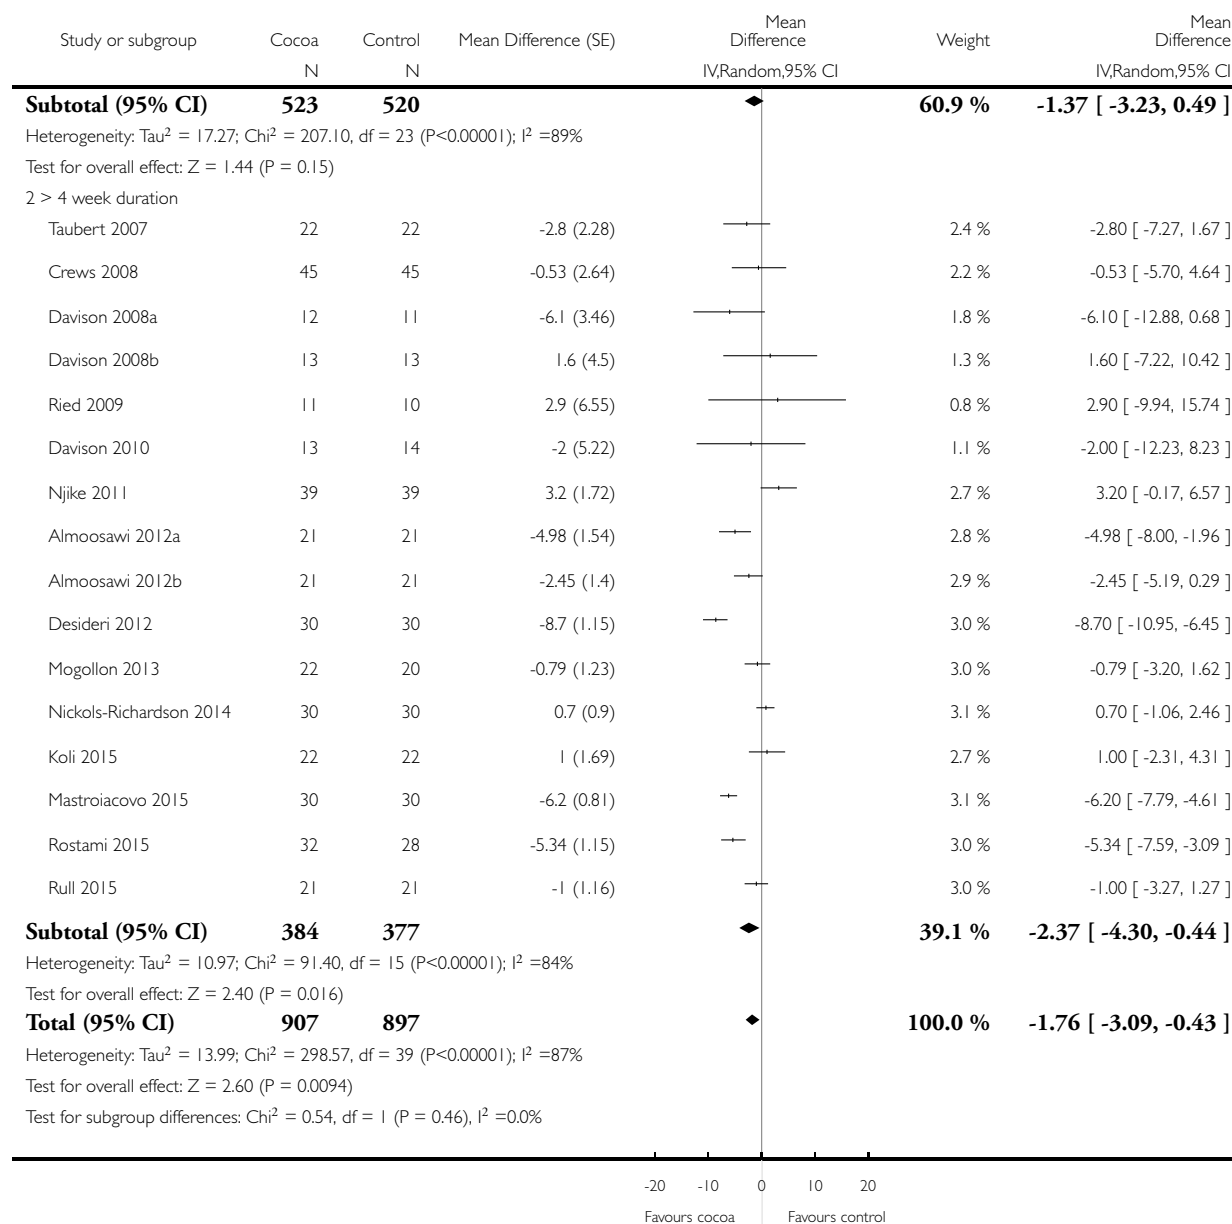 Study or subgroup Cocoa Control Mean Difference (SE) Mean Difference Weight Mean Difference
N N IV,Random,95% CI IV,Random,95% CI
Subtotal (95% CI) 523 520 60.9 % -1.37 [ -3.23, 0.49 ]
Heterogeneity: Tau² = 17.27; Chi² = 207.10, df = 23 (P<0.00001); I² =89%
Test for overall effect: Z = 1.44 (P = 0.15)
2 > 4 week duration
Taubert 2007 22 22 -2.8 (2.28) 2.4 % -2.80 [ -7.27, 1.67 ]
Crews 2008 45 45 -0.53 (2.64) 2.2 % -0.53 [ -5.70, 4.64 ]
Davison 2008a 12 11 -6.1 (3.46) 1.8 % -6.10 [ -12.88, 0.68 ]
Davison 2008b 13 13 1.6 (4.5) 1.3 % 1.60 [ -7.22, 10.42 ]
Ried 2009 11 10 2.9 (6.55) 0.8 % 2.90 [ -9.94, 15.74 ]
Davison 2010 13 14 -2 (5.22) 1.1 % -2.00 [ -12.23, 8.23 ]
Njike 2011 39 39 3.2 (1.72) 2.7 % 3.20 [ -0.17, 6.57 ]
Almoosawi 2012a 21 21 -4.98 (1.54) 2.8 % -4.98 [ -8.00, -1.96 ]
Almoosawi 2012b 21 21 -2.45 (1.4) 2.9 % -2.45 [ -5.19, 0.29 ]
Desideri 2012 30 30 -8.7 (1.15) 3.0 % -8.70 [ -10.95, -6.45 ]
Mogollon 2013 22 20 -0.79 (1.23) 3.0 % -0.79 [ -3.20, 1.62 ]
Nickols-Richardson 2014 30 30 0.7 (0.9) 3.1 % 0.70 [ -1.06, 2.46 ]
Koli 2015 22 22 1 (1.69) 2.7 % 1.00 [ -2.31, 4.31 ]
Mastroiacovo 2015 30 30 -6.2 (0.81) 3.1 % -6.20 [ -7.79, -4.61 ]
Rostami 2015 32 28 -5.34 (1.15) 3.0 % -5.34 [ -7.59, -3.09 ]
Rull 2015 21 21 -1 (1.16) 3.0 % -1.00 [ -3.27, 1.27 ]
Subtotal (95% CI) 384 377 39.1 % -2.37 [ -4.30, -0.44 ]
Heterogeneity: Tau² = 10.97; Chi² = 91.40, df = 15 (P<0.00001); I² =84%
Test for overall effect: Z = 2.40 (P = 0.016)
Total (95% CI) 907 897 100.0 % -1.76 [ -3.09, -0.43 ]
Heterogeneity: Tau² = 13.99; Chi² = 298.57, df = 39 (P<0.00001); I² =87%
Test for overall effect: Z = 2.60 (P = 0.0094)
Test for subgroup differences: Chi² = 0.54, df = 1 (P = 0.46), I² =0.0%
-20 -10 0 10 20
Favours cocoa Favours control